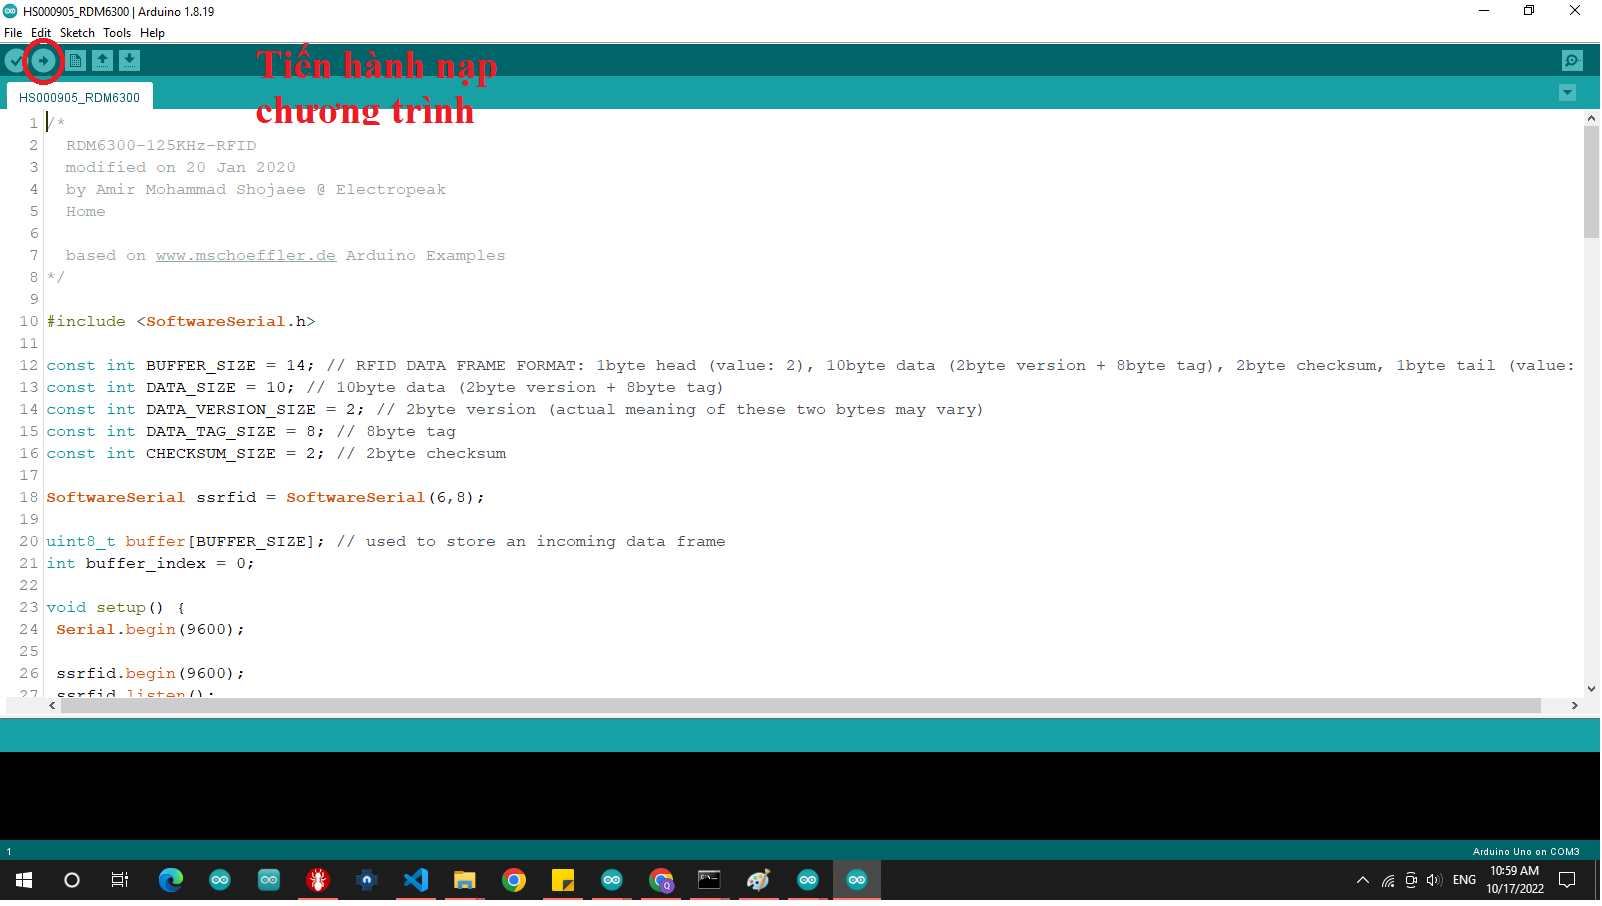 HS000905_RDM6300 | Arduino 1.8.19
File Edit Sketch Tools Help
Tiến hành nạp
chương trình
HS000905_RDM6300
1 /*
2 RDM6300-125KHz-RFID
3 modified on 20 Jan 2020
4 by Amir Mohammad Shojaee @ Electropeak
5 Home
6
7 based on www.mschoeffler.de Arduino Examples
8 */
9
10 #include <SoftwareSerial.h>
11
12 const int BUFFER_SIZE = 14; // RFID DATA FRAME FORMAT: 1byte head (value: 2), 10byte data (2byte version + 8byte tag), 2byte checksum, 1byte tail (value:
13 const int DATA_SIZE = 10; // 10byte data (2byte version + 8byte tag)
14 const int DATA_VERSION_SIZE = 2; // 2byte version (actual meaning of these two bytes may vary)
15 const int DATA_TAG_SIZE = 8; // 8byte tag
16 const int CHECKSUM_SIZE = 2; // 2byte checksum
17
18 SoftwareSerial ssrfid = SoftwareSerial(6,8);
19
20 uint8_t buffer[BUFFER_SIZE]; // used to store an incoming data frame
21 int buffer_index = 0;
22
23 void setup() {
24 Serial.begin(9600);
25
26 ssrfid.begin(9600);
27 ssrfid.listen();
1
Arduino Uno on COM3
ENG
10:59 AM
10/17/2022